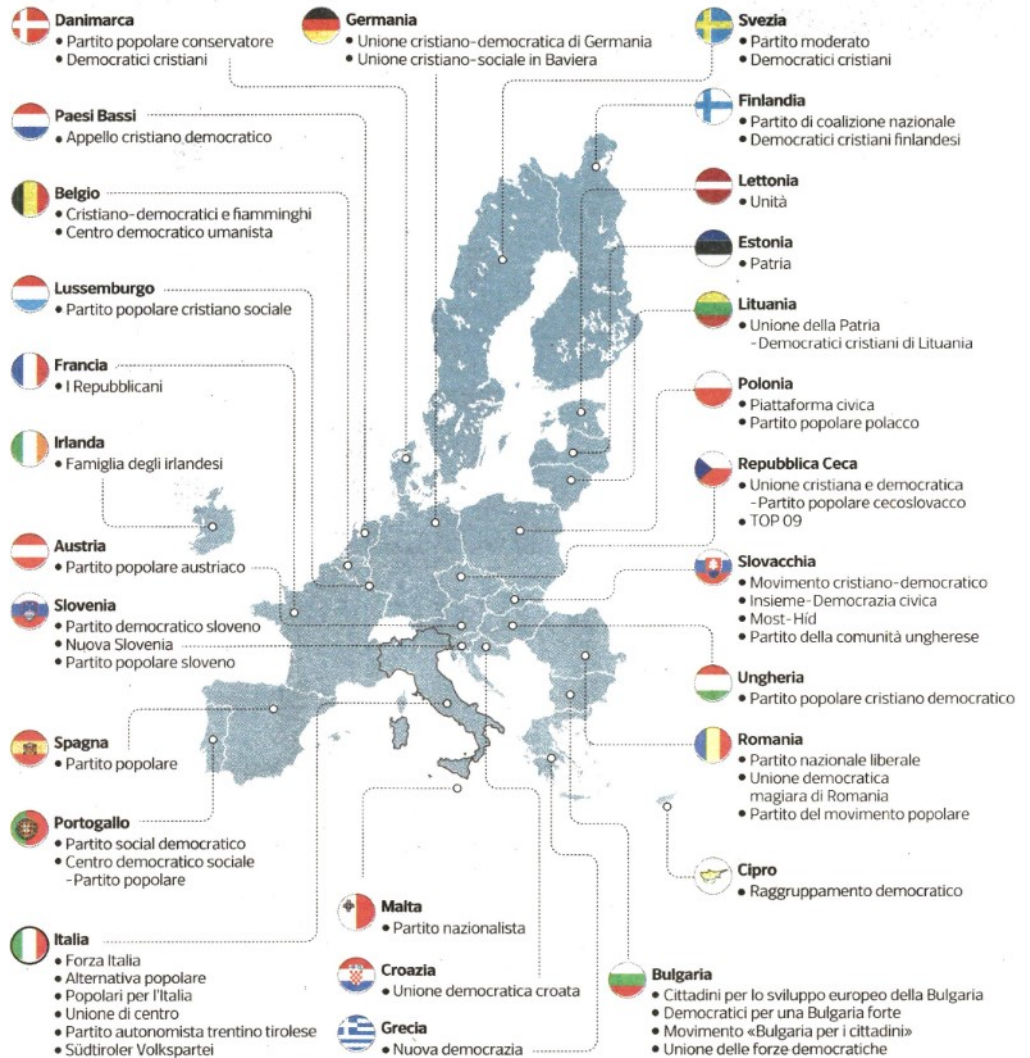 Danimarca
• Partito popolare conservatore
• Democratici cristiani
Germania
• Unione cristiano-democratica di Germania
• Unione cristiano-sociale in Baviera
Svezia
• Partito moderato
• Democratici cristiani
Paesi Bassi
• Appello cristiano democratico
Finlandia
• Partito di coalizione nazionale
• Democratici cristiani finlandesi
Belgio
• Cristiano-democratici e fiamminghi
• Centro democratico umanista
Lettonia
• Unità
Estonia
• Patria
Lussemburgo
• Partito popolare cristiano sociale
Lituania
• Unione della Patria
-Democratici cristiani di Lituania
Francia
• I Repubblicani
Polonia
• Piattaforma civica
• Partito popolare polacco
Irlanda
• Famiglia degli irlandesi
Repubblica Ceca
• Unione cristiana e democratica
-Partito popolare cecoslovacco
• TOP 09
Austria
• Partito popolare austriaco
Slovacchia
• Movimento cristiano-democratico
• Insieme-Democrazia civica
• Most-Híd
• Partito della comunità ungherese
Slovenia
• Partito democratico sloveno
• Nuova Slovenia
• Partito popolare sloveno
Ungheria
• Partito popolare cristiano democratico
Spagna
• Partito popolare
Romania
• Partito nazionale liberale
• Unione democratica
magiara di Romania
• Partito del movimento popolare
Portogallo
• Partito social democratico
• Centro democratico sociale
-Partito popolare
Cipro
• Raggruppamento democratico
Malta
• Partito nazionalista
Italia
• Forza Italia
• Alternativa popolare
• Popolari per l'Italia
• Unione di centro
• Partito autonomista trentino tirolese
• Südtiroler Volkspartei
Croazia
• Unione democratica croata
Grecia
• Nuova democrazia
Bulgaria
• Cittadini per lo sviluppo europeo della Bulgaria
• Democratici per una Bulgaria forte
• Movimento «Bulgaria per i cittadini»
• Unione delle forze democratiche